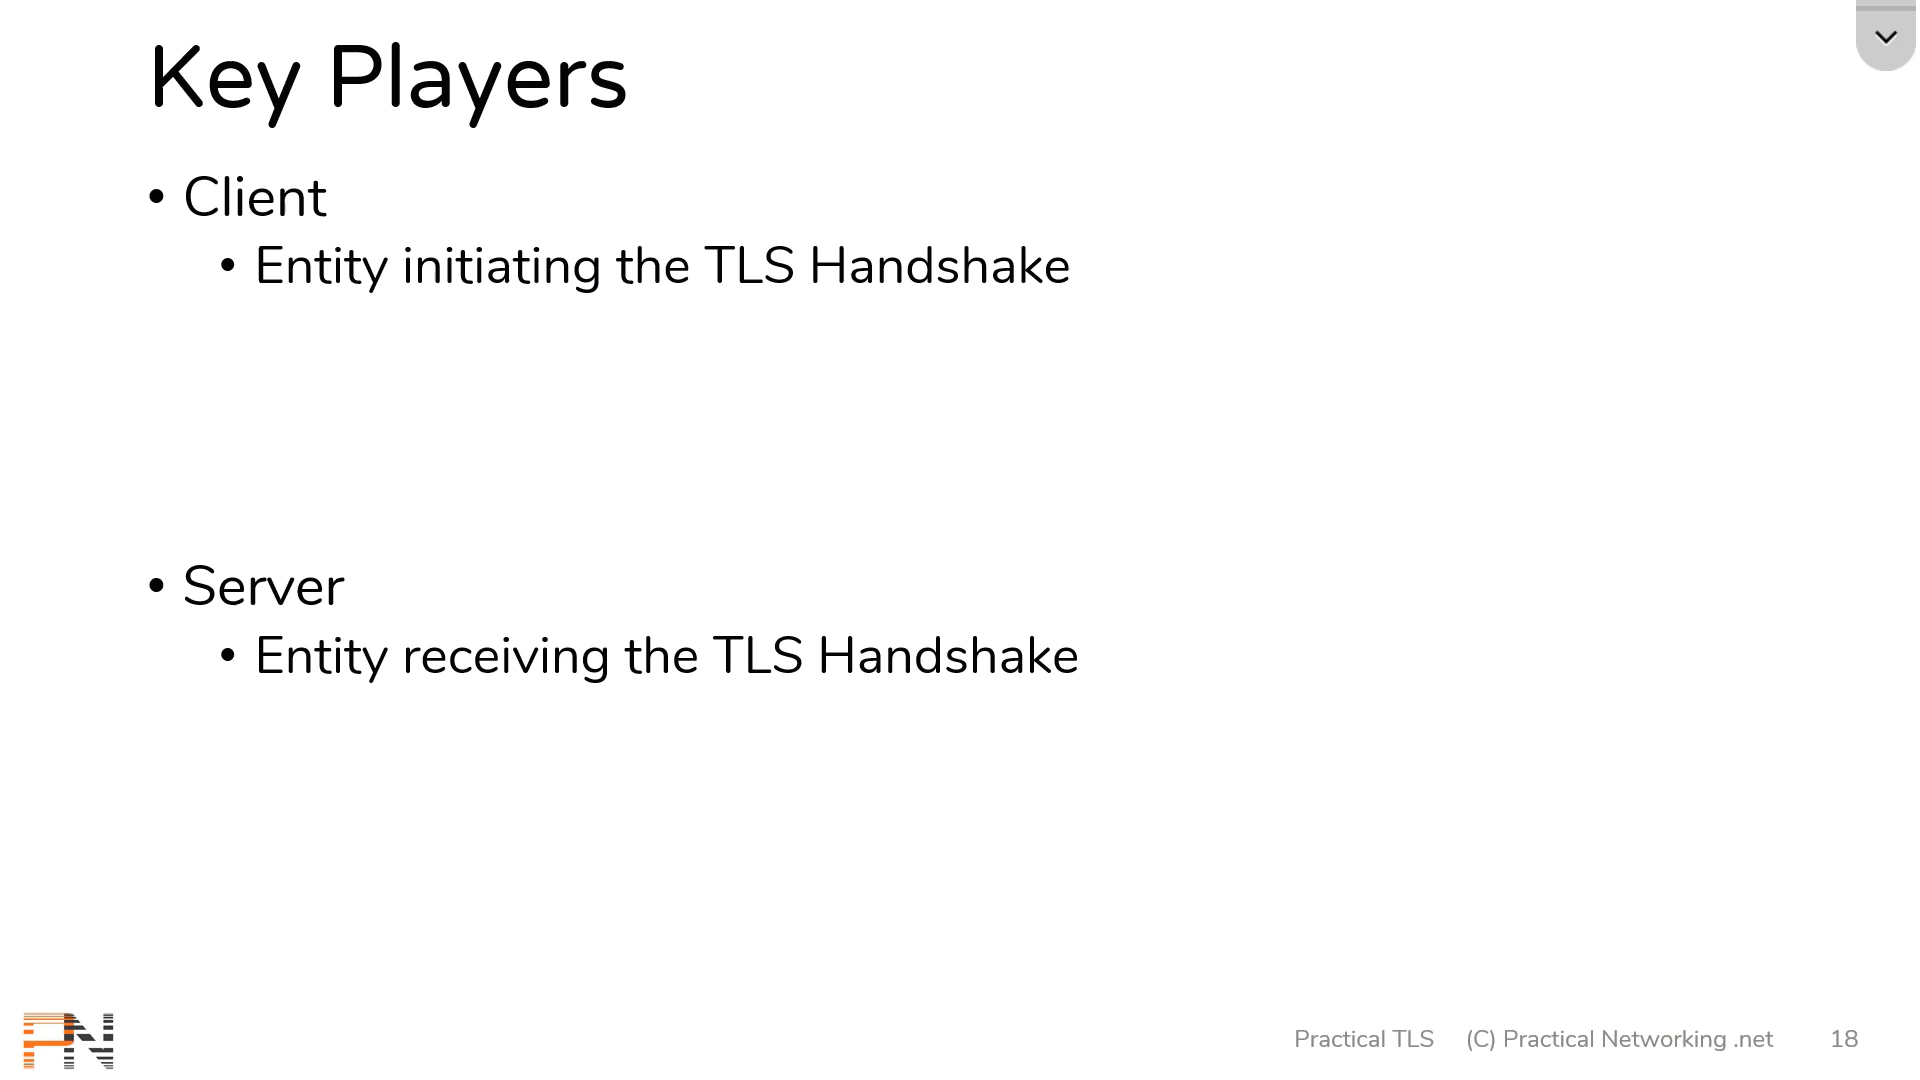 Key Players
• Client
• Entity initiating the TLS Handshake
• Server
• Entity receiving the TLS Handshake
PN
Practical TLS (C) Practical Networking .net 18